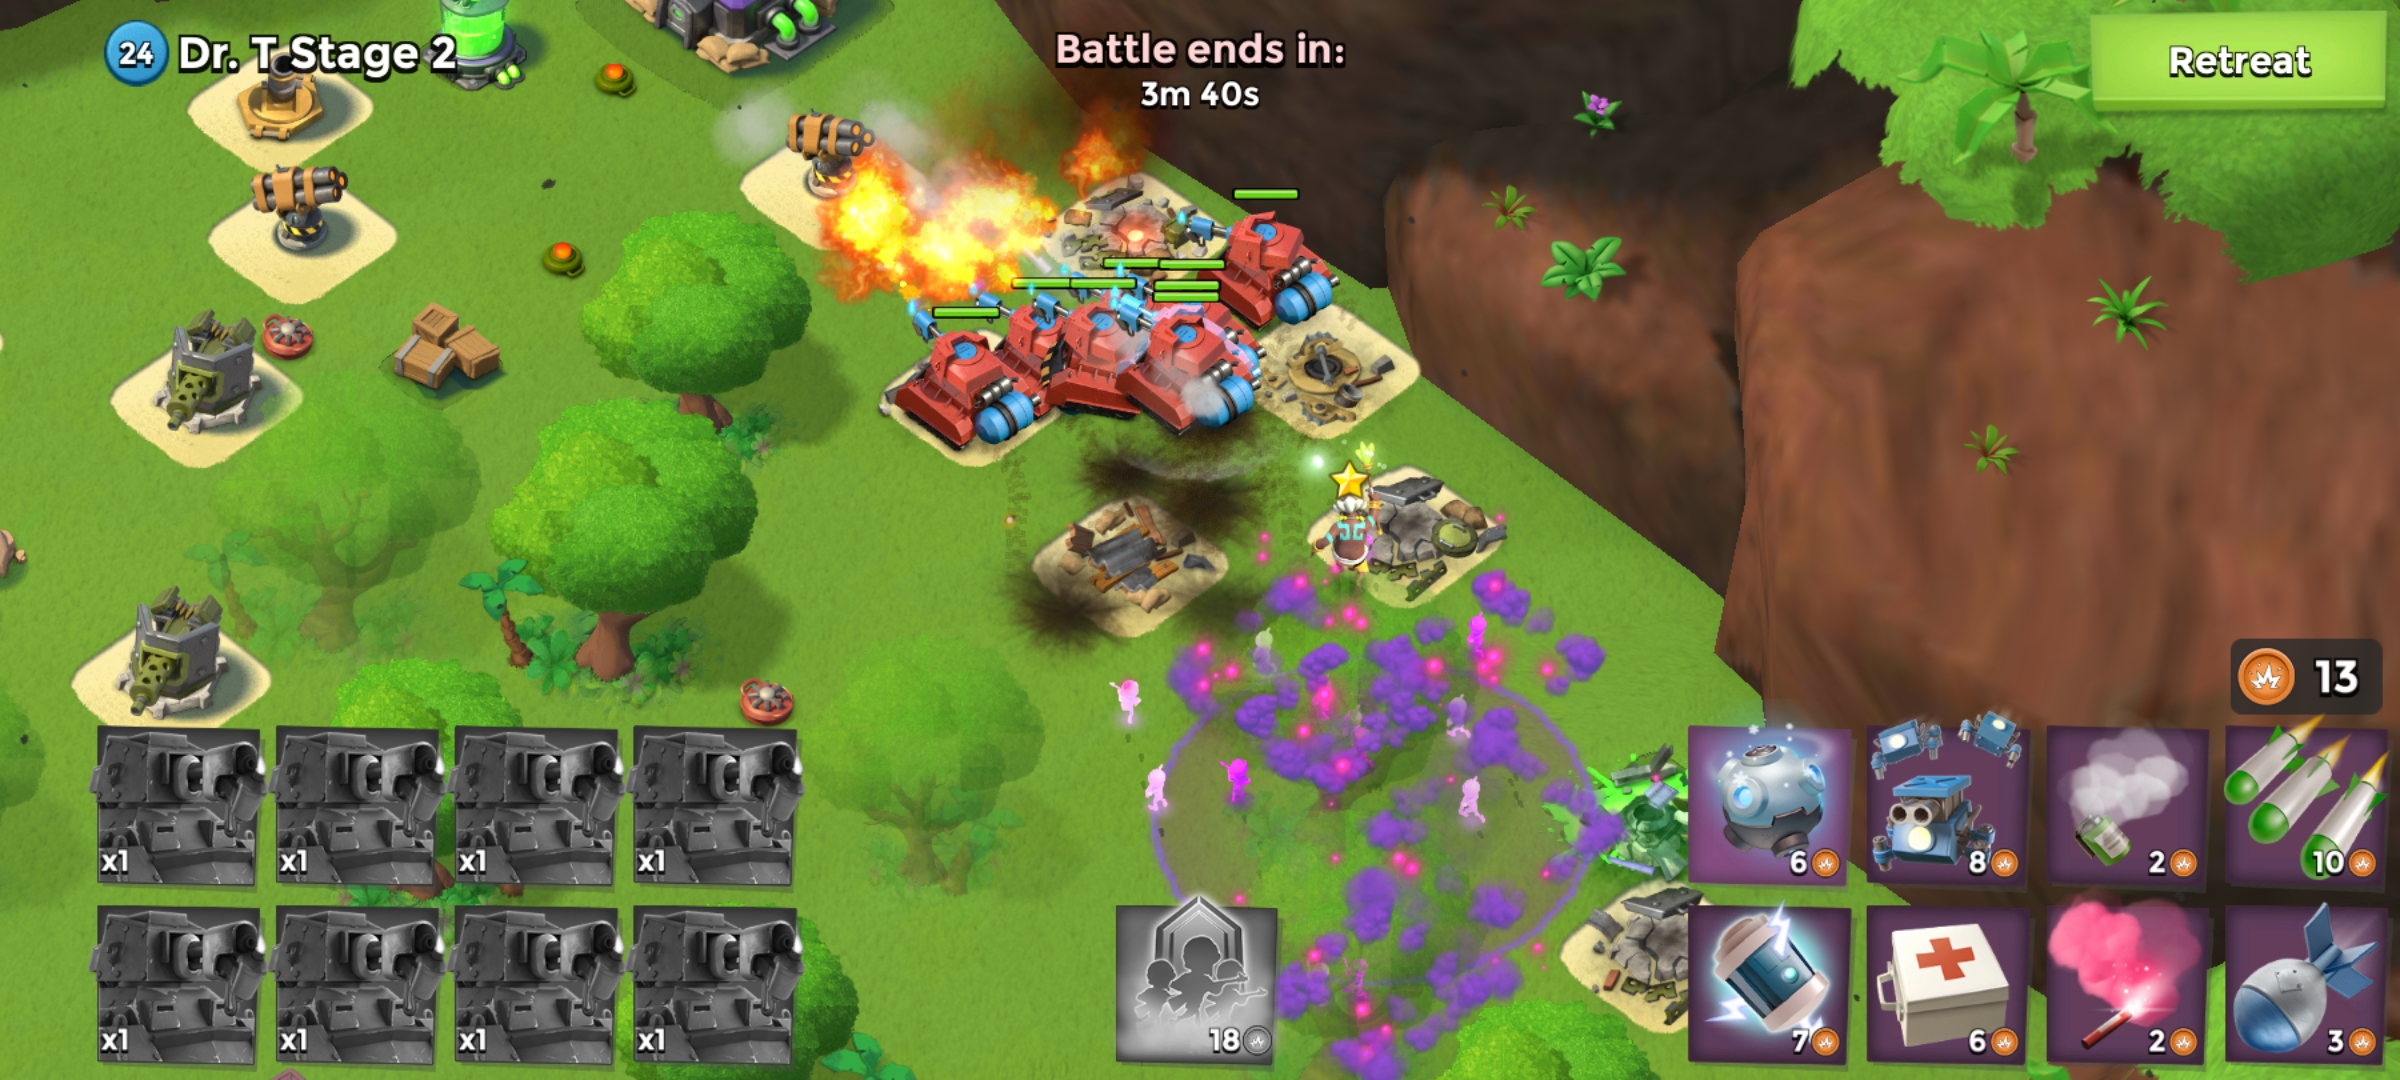 24 Dr. T Stage 2
Battle ends in:
3m 40s
Retreat
13
x1 x1 x1 x1
6 8 2 10
x1 x1 x1 x1
18
7 6 2 3